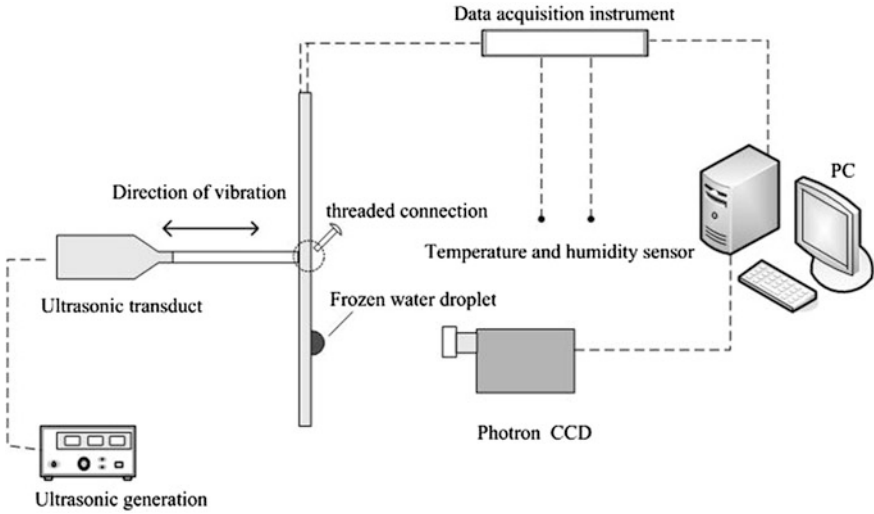 Data acquisition instrument
PC
Direction of vibration
threaded connection
Temperature and humidity sensor
Ultrasonic transduct
Frozen water droplet
Photron CCD
Ultrasonic generation